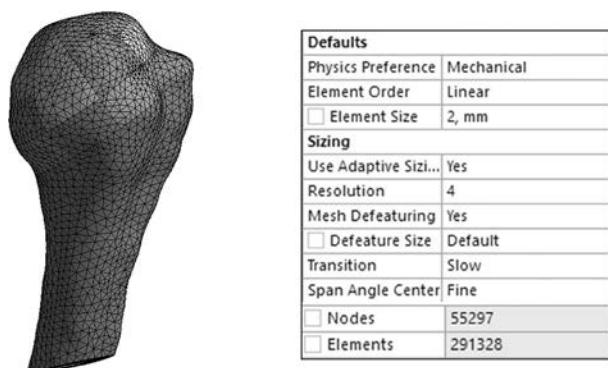 Defaults
Physics Preference Mechanical
Element Order Linear
Element Size 2, mm
Sizing
Use Adaptive Sizi... Yes
Resolution 4
Mesh Defeaturing Yes
Defeature Size Default
Transition Slow
Span Angle Center Fine
Nodes 55297
Elements 291328